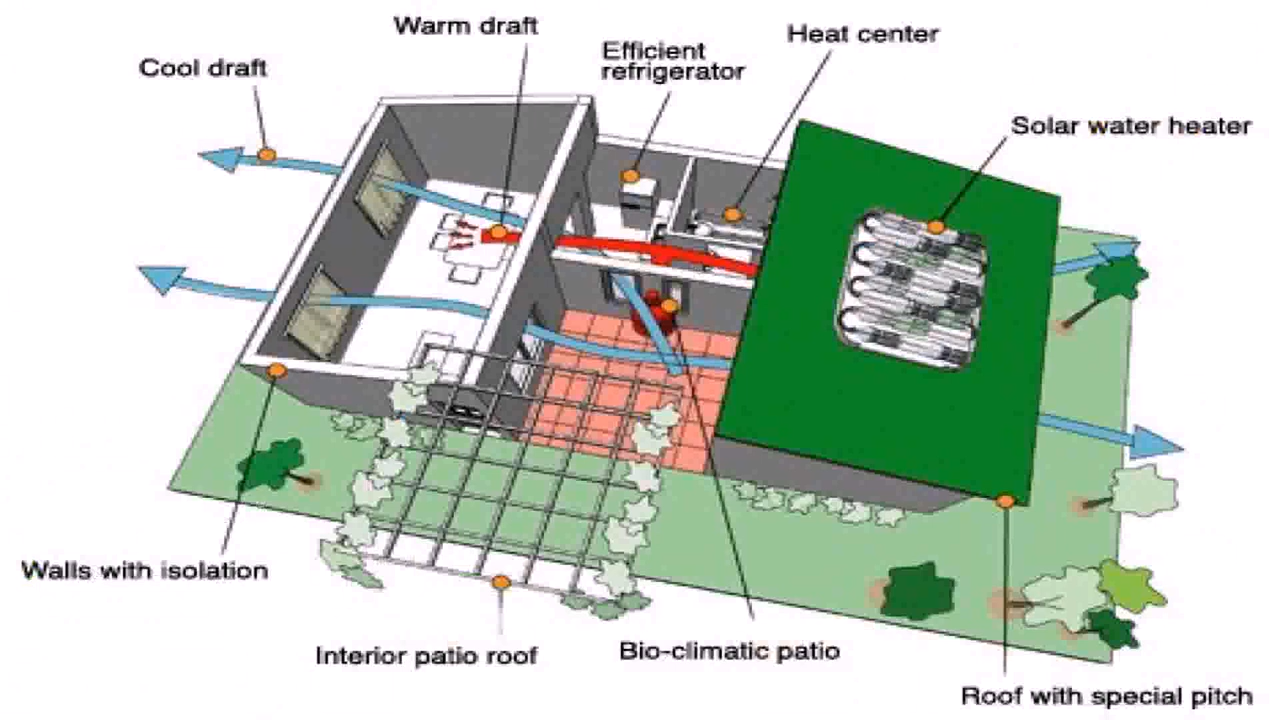 Warm draft
Cool draft
Efficient
refrigerator
Heat center
Solar water heater
Walls with isolation
Interior patio roof
Bio-climatic patio
Roof with special pitch